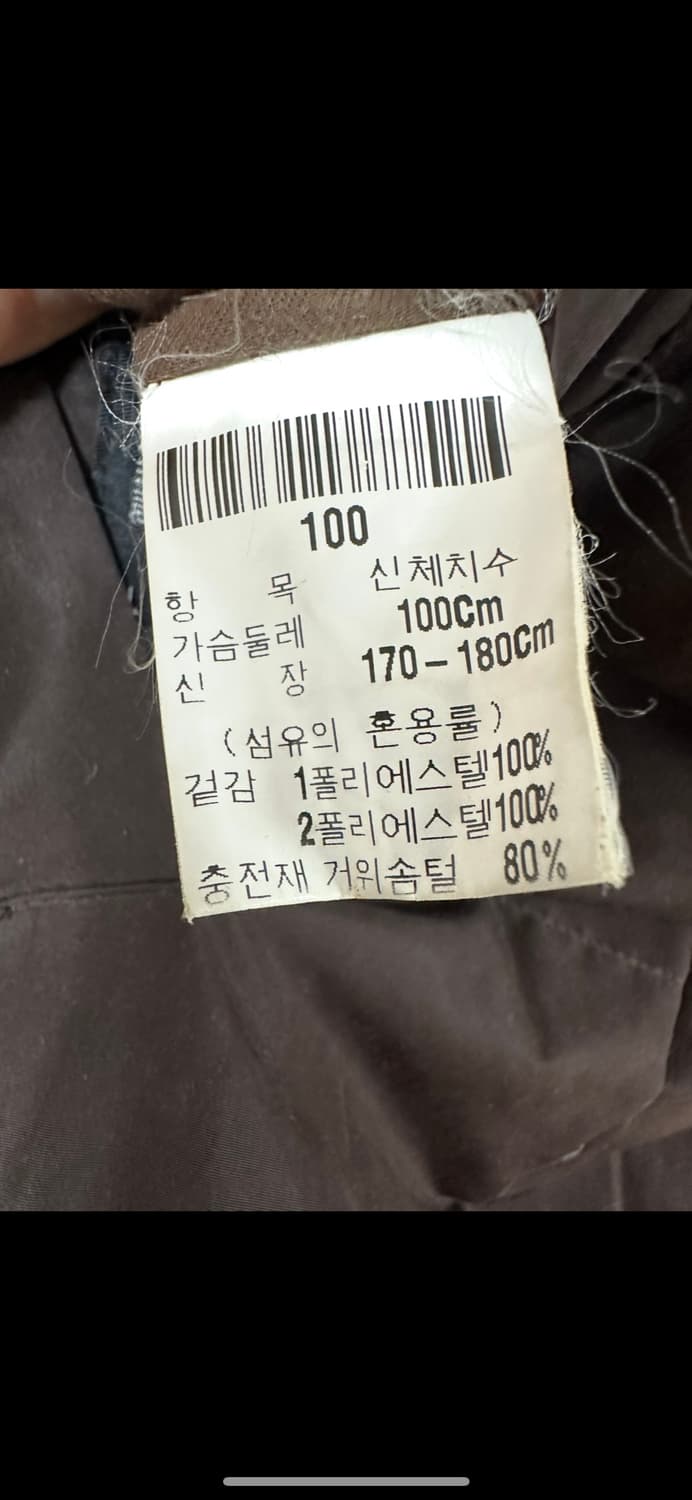 100
항 목 신체치수
가슴둘레 100Cm
신 장 170-180Cm
(섬유의 혼용률)
겉감 1폴리에스텔100%
2폴리에스텔100%
충전재 거위솜털 80%